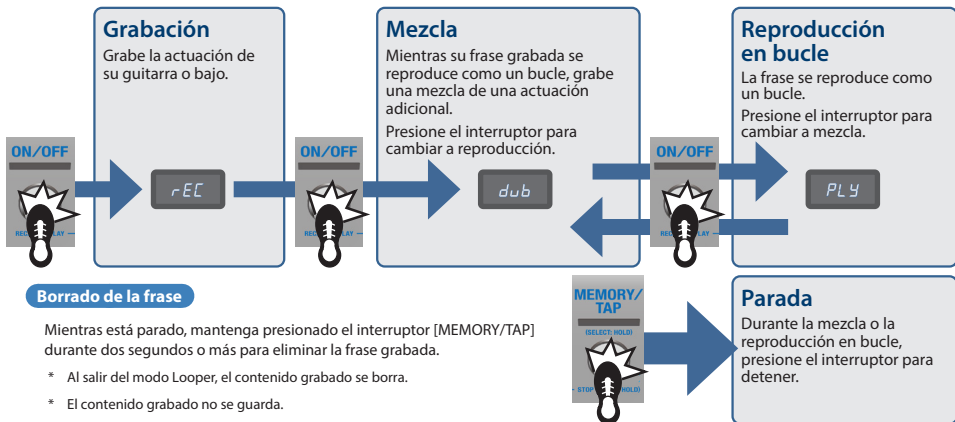 Grabación
Grabe la actuación de
su guitarra o bajo.
ON/OFF
rEC
Mezcla
Mientras su frase grabada se
reproduce como un bucle, grabe
una mezcla de una actuación
adicional.
Presione el interruptor para
cambiar a reproducción.
ON/OFF
dub
Reproducción
en bucle
La frase se reproduce como
un bucle.
Presione el interruptor para
cambiar a mezcla.
ON/OFF
PLY
Borrado de la frase
Mientras está parado, mantenga presionado el interruptor [MEMORY/TAP]
durante dos segundos o más para eliminar la frase grabada.
* Al salir del modo Looper, el contenido grabado se borra.
* El contenido grabado no se guarda.
MEMORY/
TAP
(SELECT: HOLD)
STOP HOLD)
Parada
Durante la mezcla o la
reproducción en bucle,
presione el interruptor para
detener.